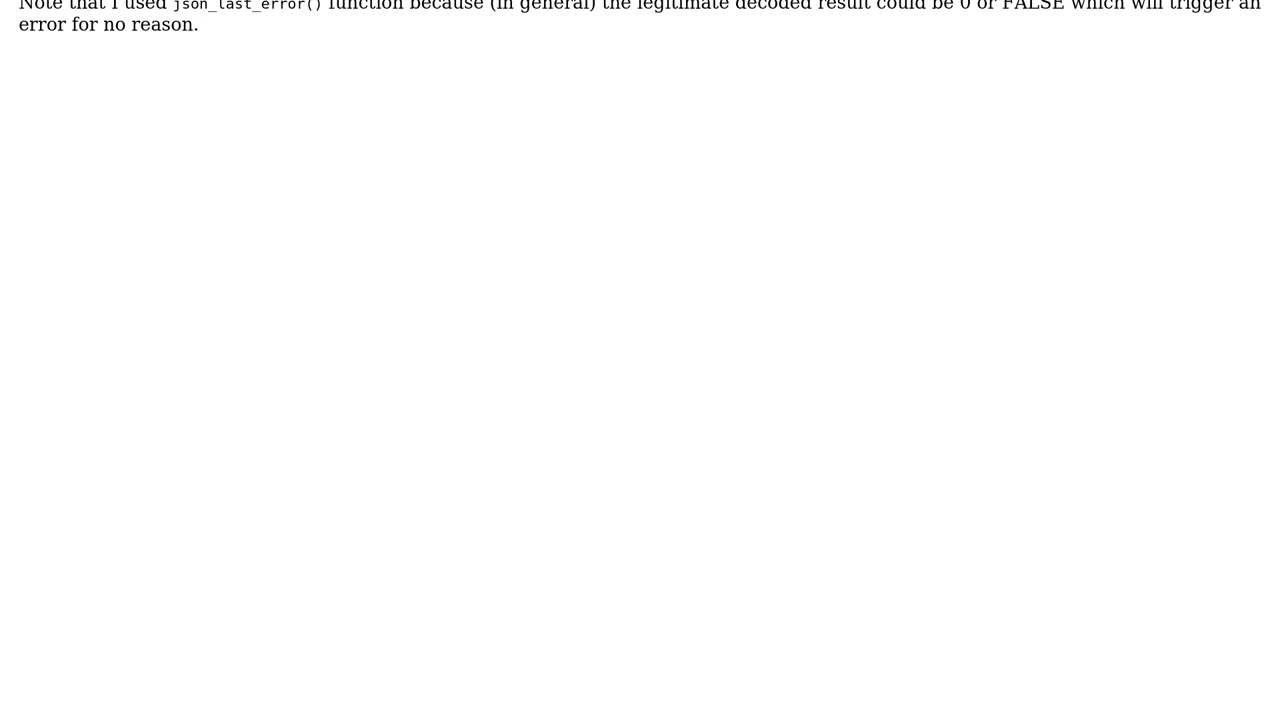 Note that I used json_last_error() function because (in general) the legitimate decoded result could be 0 or FALSE which will trigger an
error for no reason.